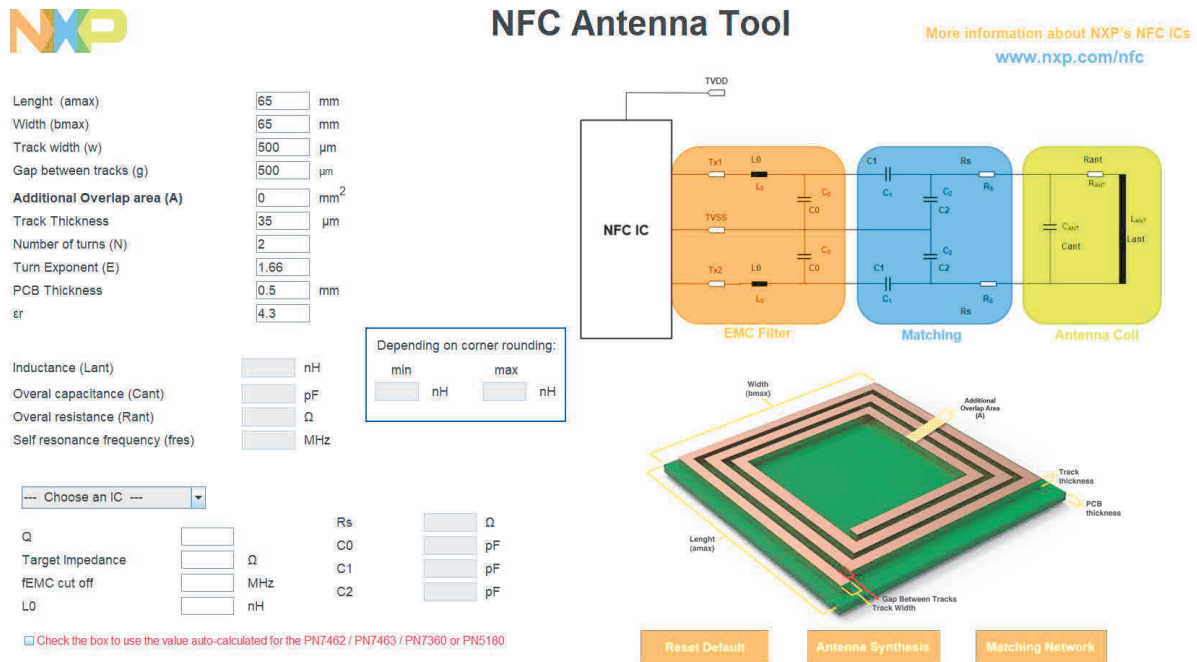 NXP
NFC Antenna Tool
More information about NXP's NFC ICs
www.nxp.com/nfc
Lenght (amax) 65 mm
Width (bmax) 65 mm
Track width (w) 500 µm
Gap between tracks (g) 500 µm
Additional Overlap area (A) 0 mm2
Track Thickness 35 µm
Number of turns (N) 2
Turn Exponent (E) 1.66
PCB Thickness 0.5 mm
εr 4.3
Inductance (Lant) nH
Overal capacitance (Cant) pF
Overal resistance (Rant) Ω
Self resonance frequency (fres) MHz
Depending on corner rounding:
min max
nH nH
--- Choose an IC ---
Q
Target Impedance Ω
fEMC cut off MHz
L0 nH
Rs Ω
C0 pF
C1 pF
C2 pF
Check the box to use the value auto-calculated for the PN7462 / PN7463 / PN7360 or PN5180
TVDD
NFC IC
Tx1 L0 C1 Rs Rant
L0 C0 C1 C2 Rs RANT
C0 C2
TVSS CANT LANT
Cant Lant
C0 C2
Tx2 L0 C0 C1 C2
L0 C1 Rs
Rs
EMC Filter Matching Antenna Coil
Width
(bmax)
Additional
Overlap Area
(A)
Track
thickness
PCB
thickness
Lenght
(amax)
Gap Between Tracks
Track Width
Reset Default Antenna Synthesis Matching Network